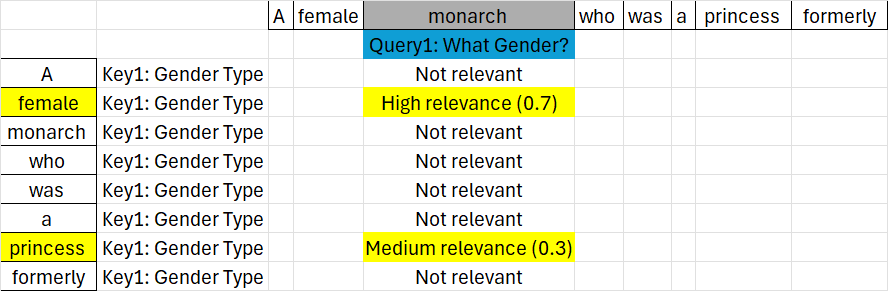 A female monarch who was a princess formerly
Query1: What Gender?
A Key1: Gender Type Not relevant
female Key1: Gender Type High relevance (0.7)
monarch Key1: Gender Type Not relevant
who Key1: Gender Type Not relevant
was Key1: Gender Type Not relevant
a Key1: Gender Type Not relevant
princess Key1: Gender Type Medium relevance (0.3)
formerly Key1: Gender Type Not relevant